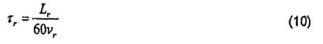 τ_r = L_r / 60v_r (10)